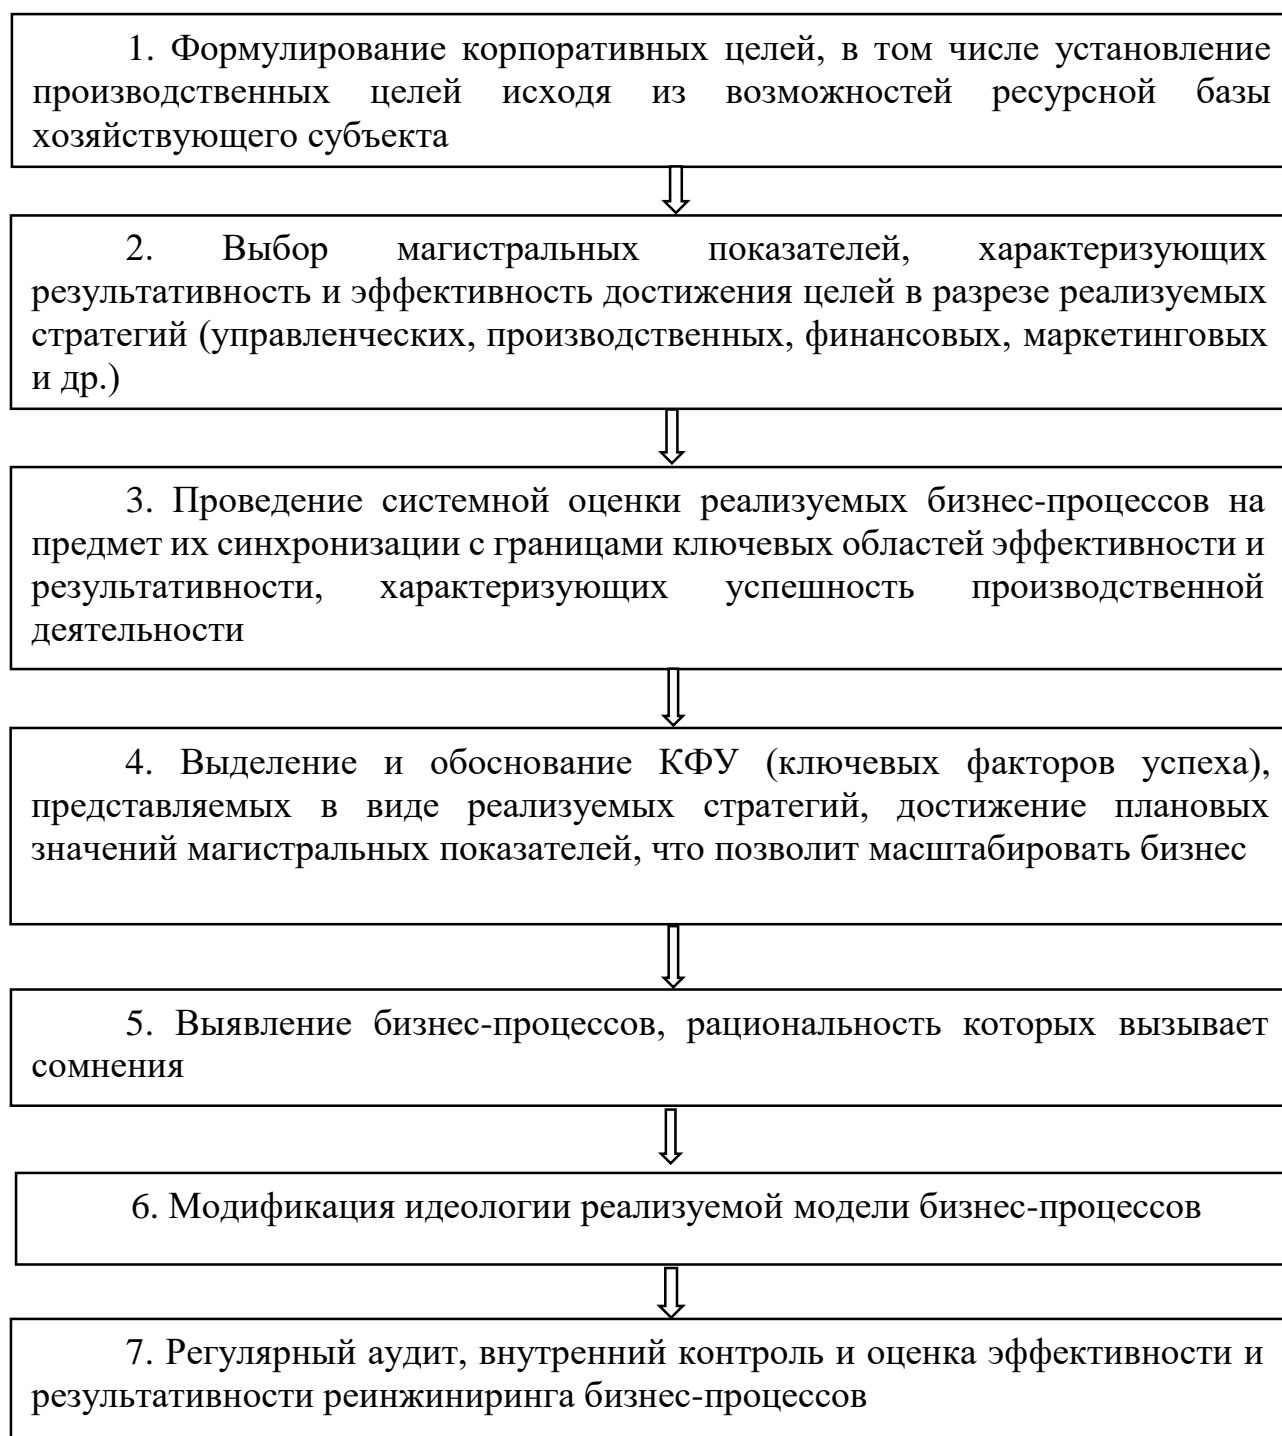 1. Формулирование корпоративных целей, в том числе установление
производственных целей исходя из возможностей ресурсной базы
хозяйствующего субъекта
2. Выбор магистральных показателей, характеризующих
результативность и эффективность достижения целей в разрезе реализуемых
стратегий (управленческих, производственных, финансовых, маркетинговых
и др.)
3. Проведение системной оценки реализуемых бизнес-процессов на
предмет их синхронизации с границами ключевых областей эффективности и
результативности, характеризующих успешность производственной
деятельности
4. Выделение и обоснование КФУ (ключевых факторов успеха),
представляемых в виде реализуемых стратегий, достижение плановых
значений магистральных показателей, что позволит масштабировать бизнес
5. Выявление бизнес-процессов, рациональность которых вызывает
сомнения
6. Модификация идеологии реализуемой модели бизнес-процессов
7. Регулярный аудит, внутренний контроль и оценка эффективности и
результативности реинжиниринга бизнес-процессов